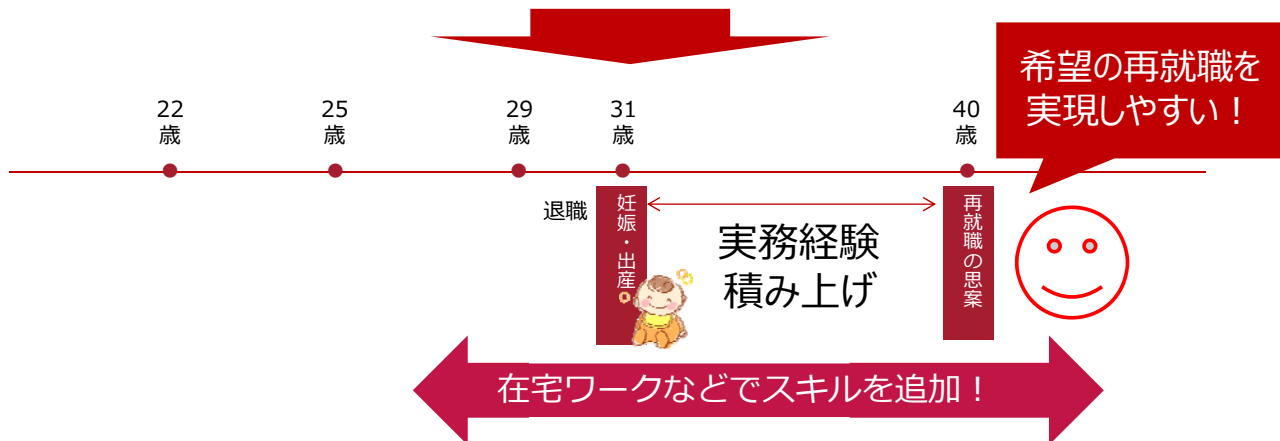 希望の再就職を
実現しやすい！
22
歳
25
歳
29
歳
31
歳
40
歳
退職
妊娠・出産
実務経験
積み上げ
再就職の思案
在宅ワークなどでスキルを追加！